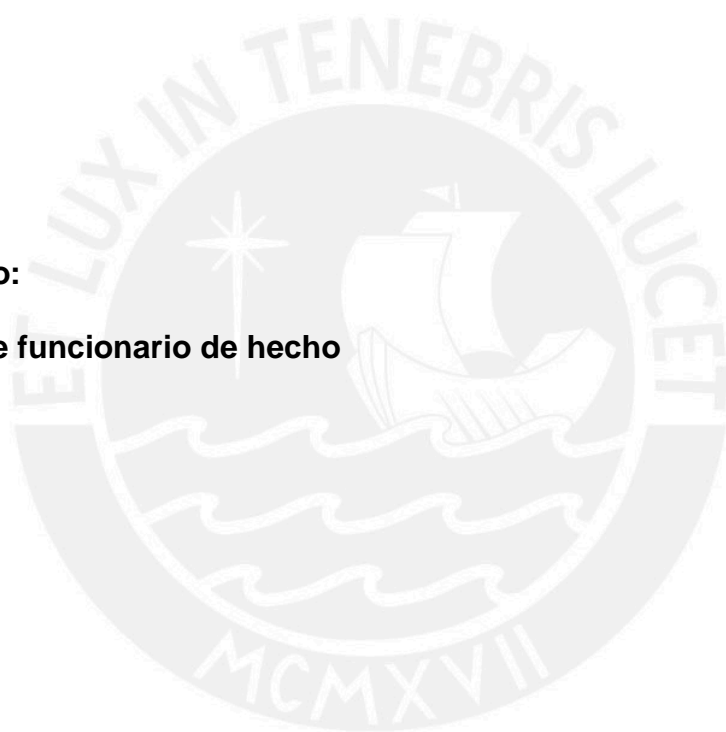 ET LUX IN TENEBRIS LUCET
o:
e funcionario de hecho
MCMXVII